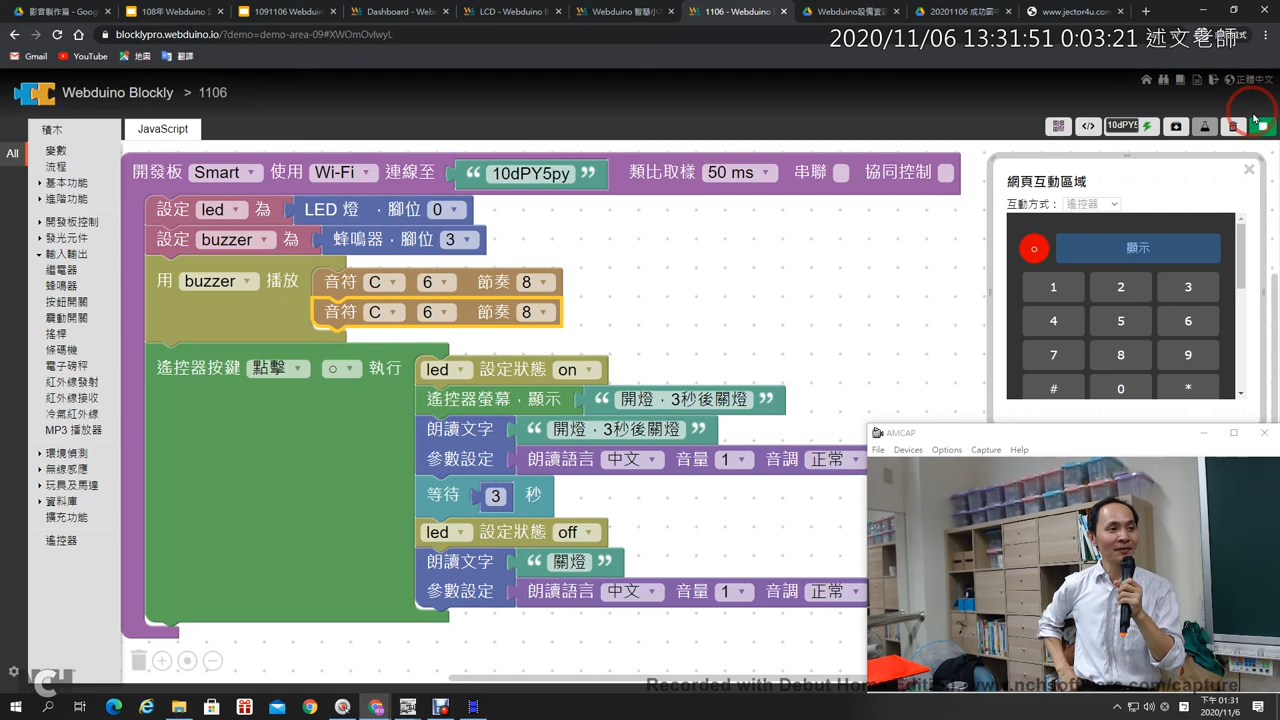 影音製作篇 - Goog
108年 Webduino
1091106 Webduin
Dashboard - Webd
LCD - Webduino B
Webduino 智慧小
1106 - Webduino
Webduino設備資訊
20201106 成功國
www.jector4u.com
blocklypro.webduino.io/?demo=demo-area-09#XWOmOvlwyL
2020/11/06 13:31:51 0:03:21 述文老師
Gmail
YouTube
地圖
翻譯
Webduino Blockly > 1106
正體中文
積木
JavaScript
10dPY5
All
變數
流程
基本功能
進階功能
開發板控制
發光元件
輸入輸出
繼電器
蜂鳴器
按鈕開關
震動開關
搖桿
條碼機
電子磅秤
紅外線發射
紅外線接收
冷氣紅外線
MP3 播放器
環境偵測
無線感應
玩具及馬達
資料庫
擴充功能
遙控器
開發板 Smart 使用 Wi-Fi 連線至 “ 10dPY5py ” 類比取樣 50 ms 串聯 協同控制
設定 led 為 LED 燈 ,腳位 0
設定 buzzer 為 蜂鳴器,腳位 3
用 buzzer 播放 音符 C 6 節奏 8
音符 C 6 節奏 8
遙控器按鍵 點擊 ○ 執行 led 設定狀態 on
遙控器螢幕,顯示 “ 開燈,3秒後關燈 ”
朗讀文字 “ 開燈,3秒後關燈 ”
參數設定 朗讀語言 中文 音量 1 音調 正常
等待 3 秒
led 設定狀態 off
朗讀文字 “ 關燈 ”
參數設定 朗讀語言 中文 音量 1 音調 正常
網頁互動區域
互動方式: 遙控器
○ 顯示
1 2 3
4 5 6
7 8 9
# 0 *
AMCAP
File Devices Options Capture Help
NCH
Recorded with Debut Home Edition www.nchsoftware.com/capture
下午 01:31
2020/11/6